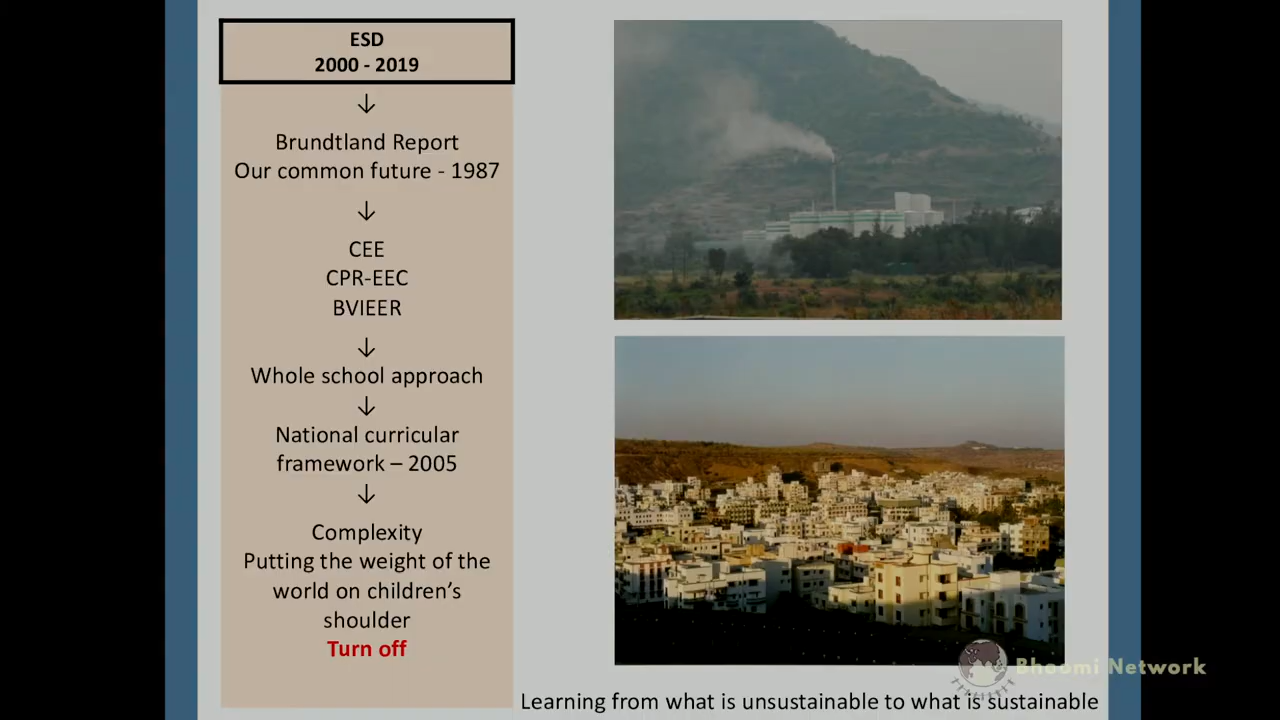 ESD
2000 - 2019
↓
Brundtland Report
Our common future - 1987
↓
CEE
CPR-EEC
BVIEER
↓
Whole school approach
↓
National curricular
framework – 2005
↓
Complexity
Putting the weight of the
world on children’s
shoulder
Turn off
Bhoomi Network
Learning from what is unsustainable to what is sustainable